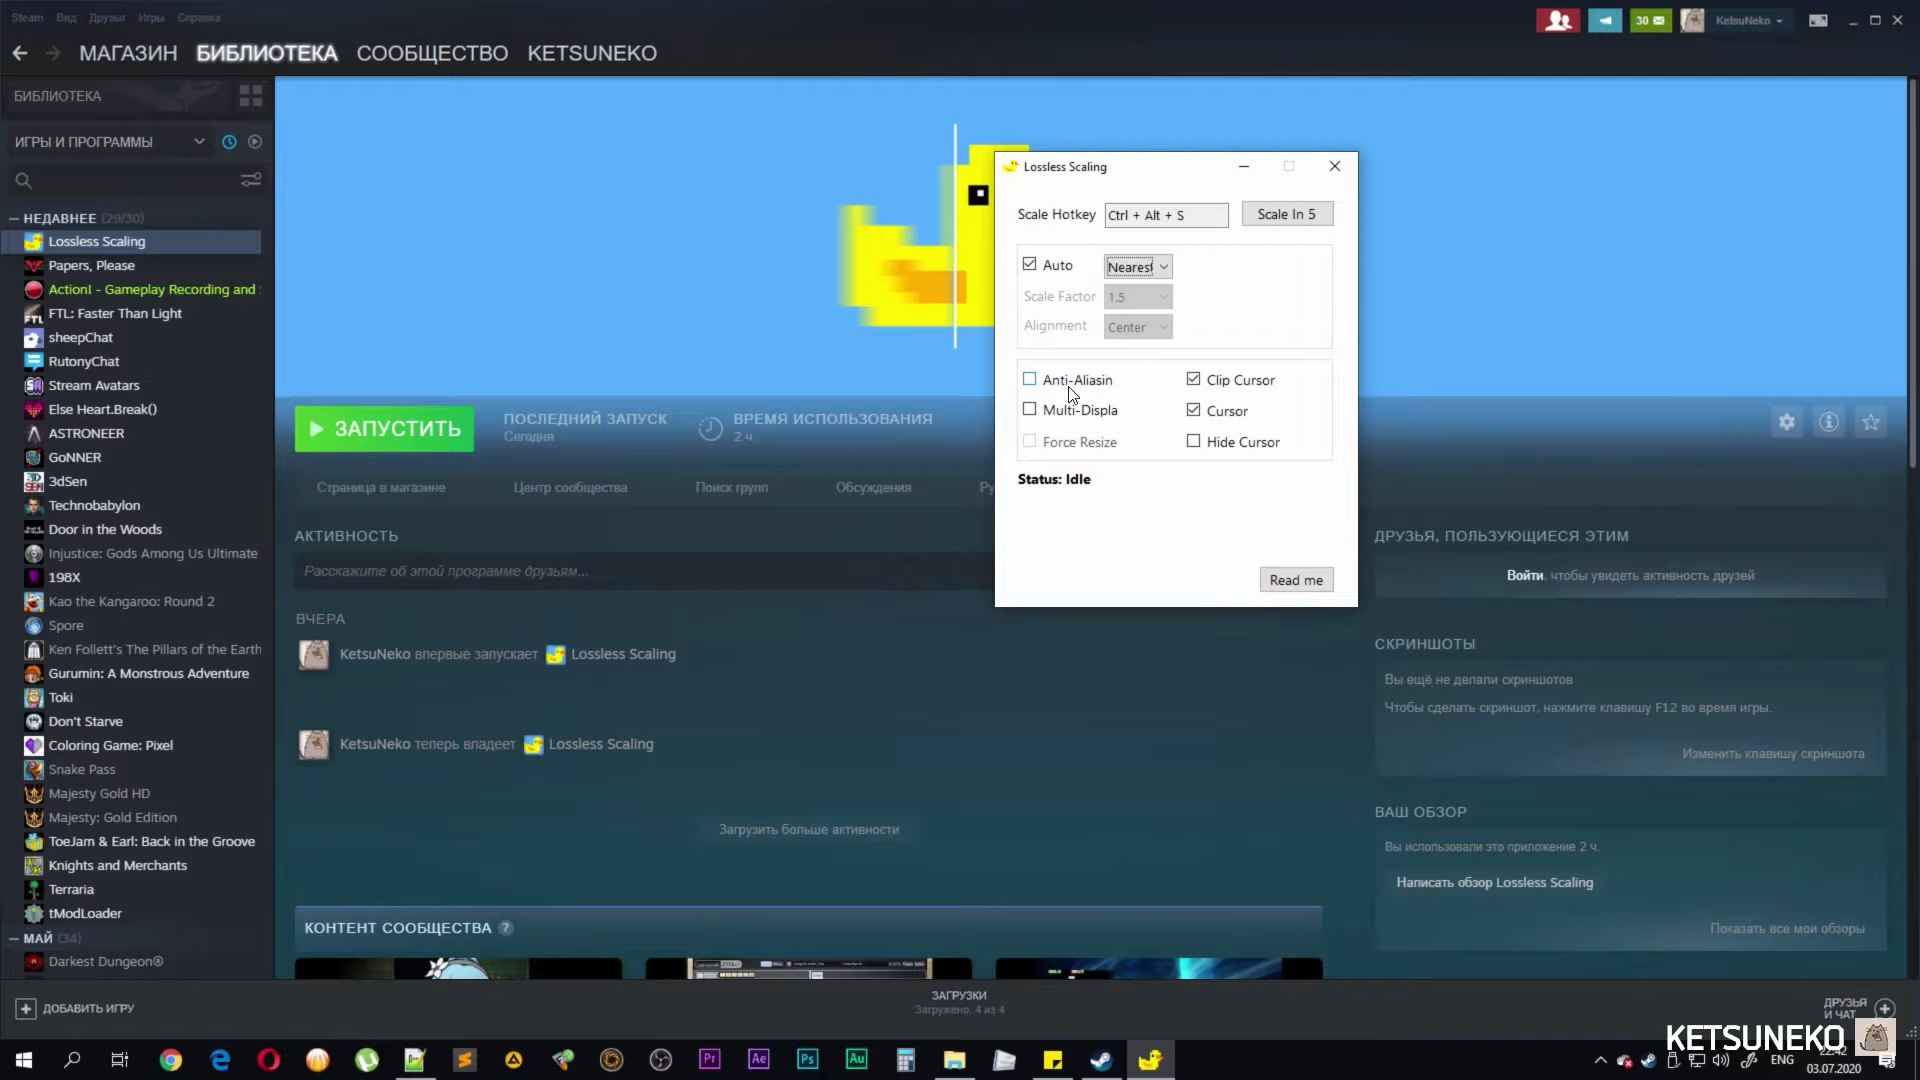 Steam Вид Друзья Игры Справка
30
KetsuNeko
МАГАЗИН БИБЛИОТЕКА СООБЩЕСТВО KETSUNEKO
БИБЛИОТЕКА
ИГРЫ И ПРОГРАММЫ
НЕДАВНЕЕ (29/30)
Lossless Scaling
Papers, Please
Action! - Gameplay Recording and
FTL: Faster Than Light
sheepChat
RutonyChat
Stream Avatars
Else Heart.Break()
ASTRONEER
GoNNER
3dSen
Technobabylon
Door in the Woods
Injustice: Gods Among Us Ultimate
198X
Kao the Kangaroo: Round 2
Spore
Ken Follett's The Pillars of the Earth
Gurumin: A Monstrous Adventure
Toki
Don't Starve
Coloring Game: Pixel
Snake Pass
Majesty Gold HD
Majesty: Gold Edition
ToeJam & Earl: Back in the Groove
Knights and Merchants
Terraria
tModLoader
МАЙ (34)
Darkest Dungeon®
ДОБАВИТЬ ИГРУ
Lossless Scaling
Scale Hotkey Ctrl + Alt + S Scale In 5
Auto Nearest
Scale Factor 1.5
Alignment Center
Anti-Aliasin Clip Cursor
Multi-Displa Cursor
Force Resize Hide Cursor
Status: Idle
Read me
ЗАПУСТИТЬ
ПОСЛЕДНИЙ ЗАПУСК
Сегодня
ВРЕМЯ ИСПОЛЬЗОВАНИЯ
2 ч
Страница в магазине Центр сообщества Поиск групп Обсуждения Ру
АКТИВНОСТЬ
Расскажите об этой программе друзьям...
ВЧЕРА
KetsuNeko впервые запускает Lossless Scaling
KetsuNeko теперь владеет Lossless Scaling
Загрузить больше активности
КОНТЕНТ СООБЩЕСТВА ?
ДРУЗЬЯ, ПОЛЬЗУЮЩИЕСЯ ЭТИМ
Войти, чтобы увидеть активность друзей
СКРИНШОТЫ
Вы ещё не делали скриншотов
Чтобы сделать скриншот, нажмите клавишу F12 во время игры.
Изменить клавишу скриншота
ВАШ ОБЗОР
Вы использовали это приложение 2 ч.
Написать обзор Lossless Scaling
Показать все мои обзоры
ЗАГРУЗКИ
Загружено: 4 из 4
ДРУЗЬЯ
И ЧАТ
KETSUNEKO
Pr Ae Ps Au
ENG
22:42
03.07.2020